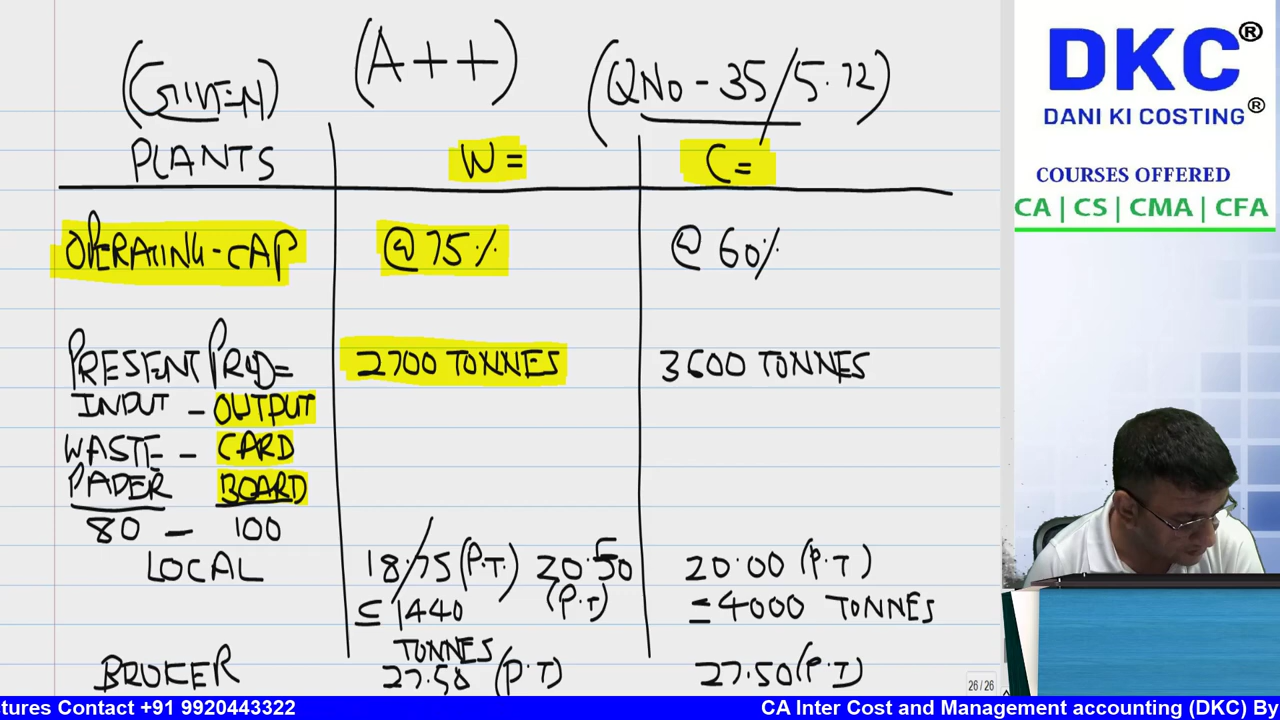 (GIVEN) (A++) (QNo - 35/5.12)
PLANTS W= C=
OPERATING-CAP @75% @60%
PRESENT PROD= 2700 TONNES 3600 TONNES
INPUT - OUTPUT
WASTE - CARD
PAPER BOARD
80 - 100
LOCAL 18.75 (P.T.) 20.50 (P.T) 20.00 (P.T)
≤ 1440 TONNES ≤ 4000 TONNES
BROKER 27.50 (P.T) 27.50 (P.T)
26 / 26
DKC®
DANI KI COSTING®
COURSES OFFERED
CA | CS | CMA | CFA
tures Contact +91 9920443322 CA Inter Cost and Management accounting (DKC) By